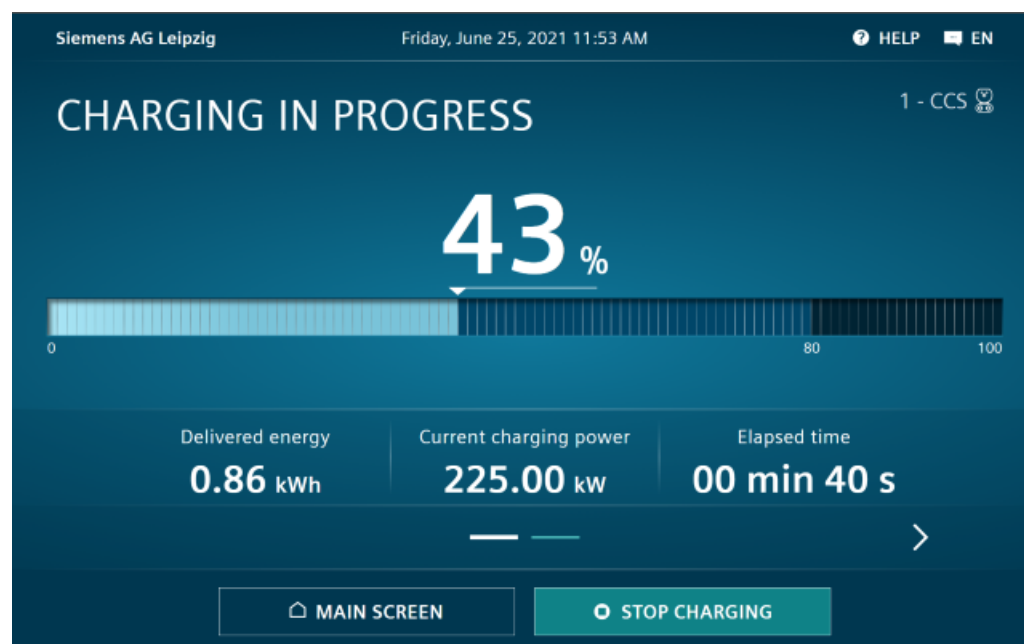 Siemens AG Leipzig Friday, June 25, 2021 11:53 AM HELP EN
CHARGING IN PROGRESS
1 - CCS
43 %
0 80 100
Delivered energy Current charging power Elapsed time
0.86 kWh 225.00 kW 00 min 40 s
MAIN SCREEN STOP CHARGING